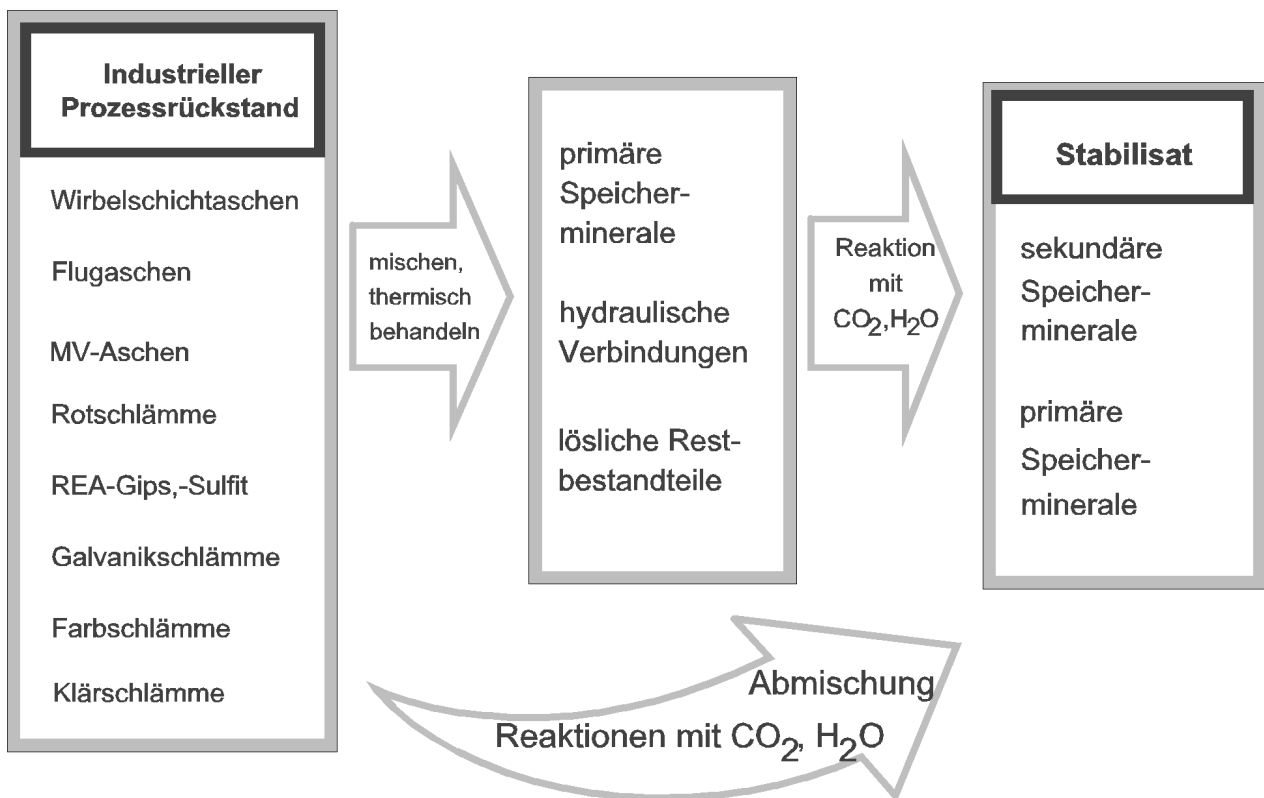 Industrieller
Prozessrückstand
Wirbelschichtaschen
Flugaschen
MV-Aschen
Rotschlämme
REA-Gips,-Sulfit
Galvanikschlämme
Farbschlämme
Klärschlämme
mischen,
thermisch
behandeln
primäre
Speicher-
minerale
hydraulische
Verbindungen
lösliche Rest-
bestandteile
Reaktion
mit
CO₂,H₂O
Stabilisat
sekundäre
Speicher-
minerale
primäre
Speicher-
minerale
Abmischung
Reaktionen mit CO₂, H₂O